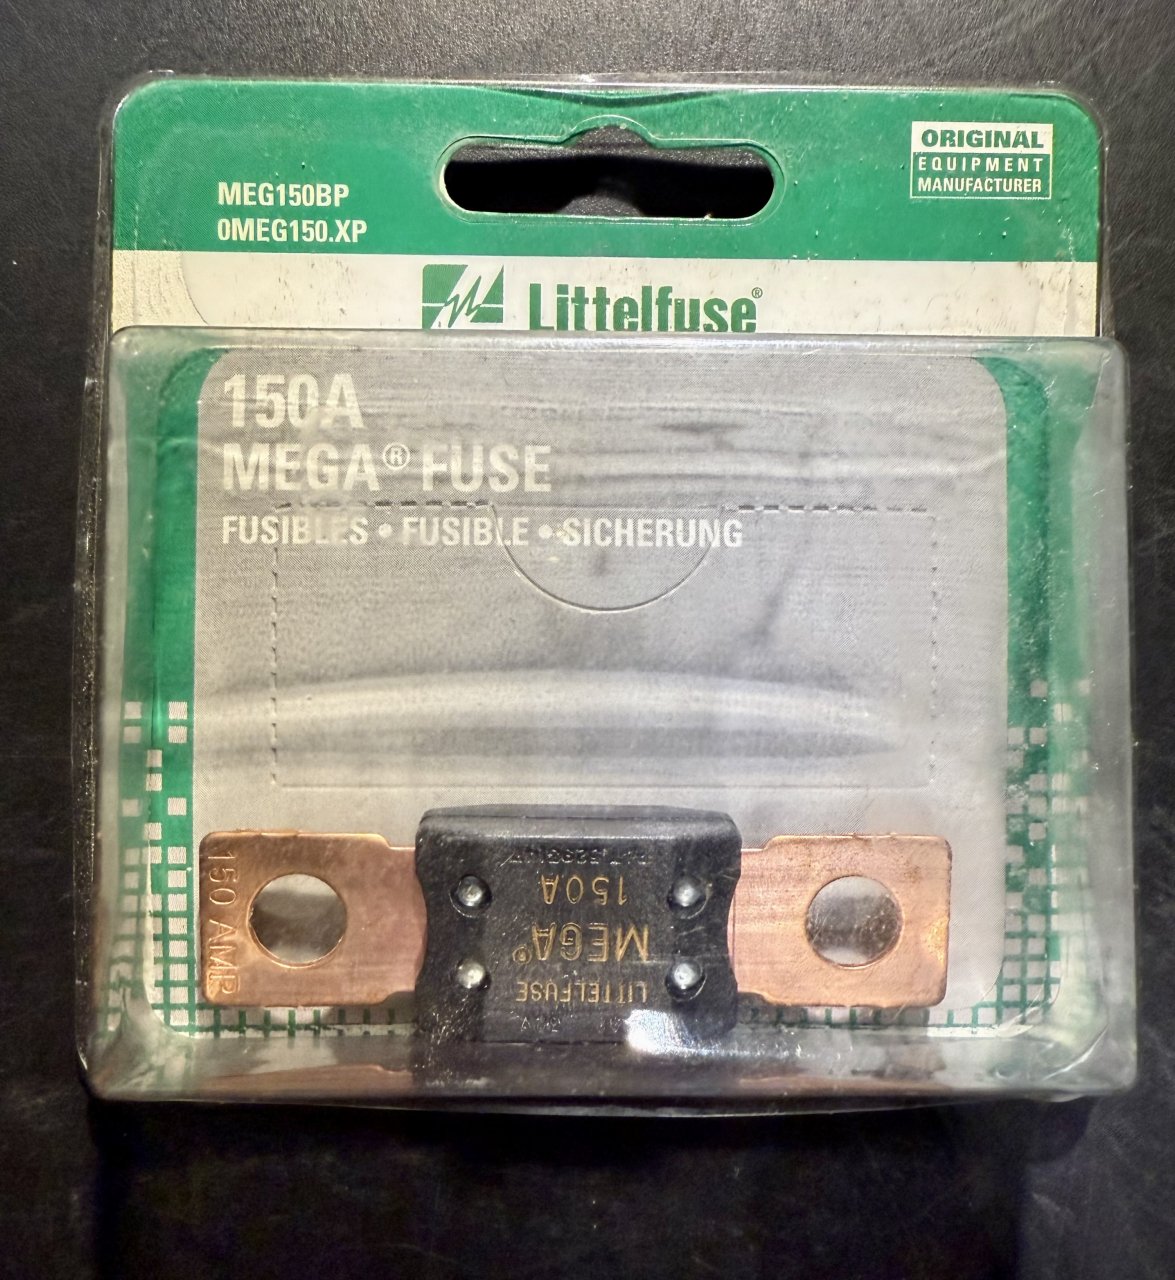 MEG150BP
0MEG150.XP
ORIGINAL
EQUIPMENT
MANUFACTURER
Littelfuse®
150A
MEGA® FUSE
FUSIBLES • FUSIBLE • SICHERUNG
150 AMP
LITTELFUSE
MEGA®
150A